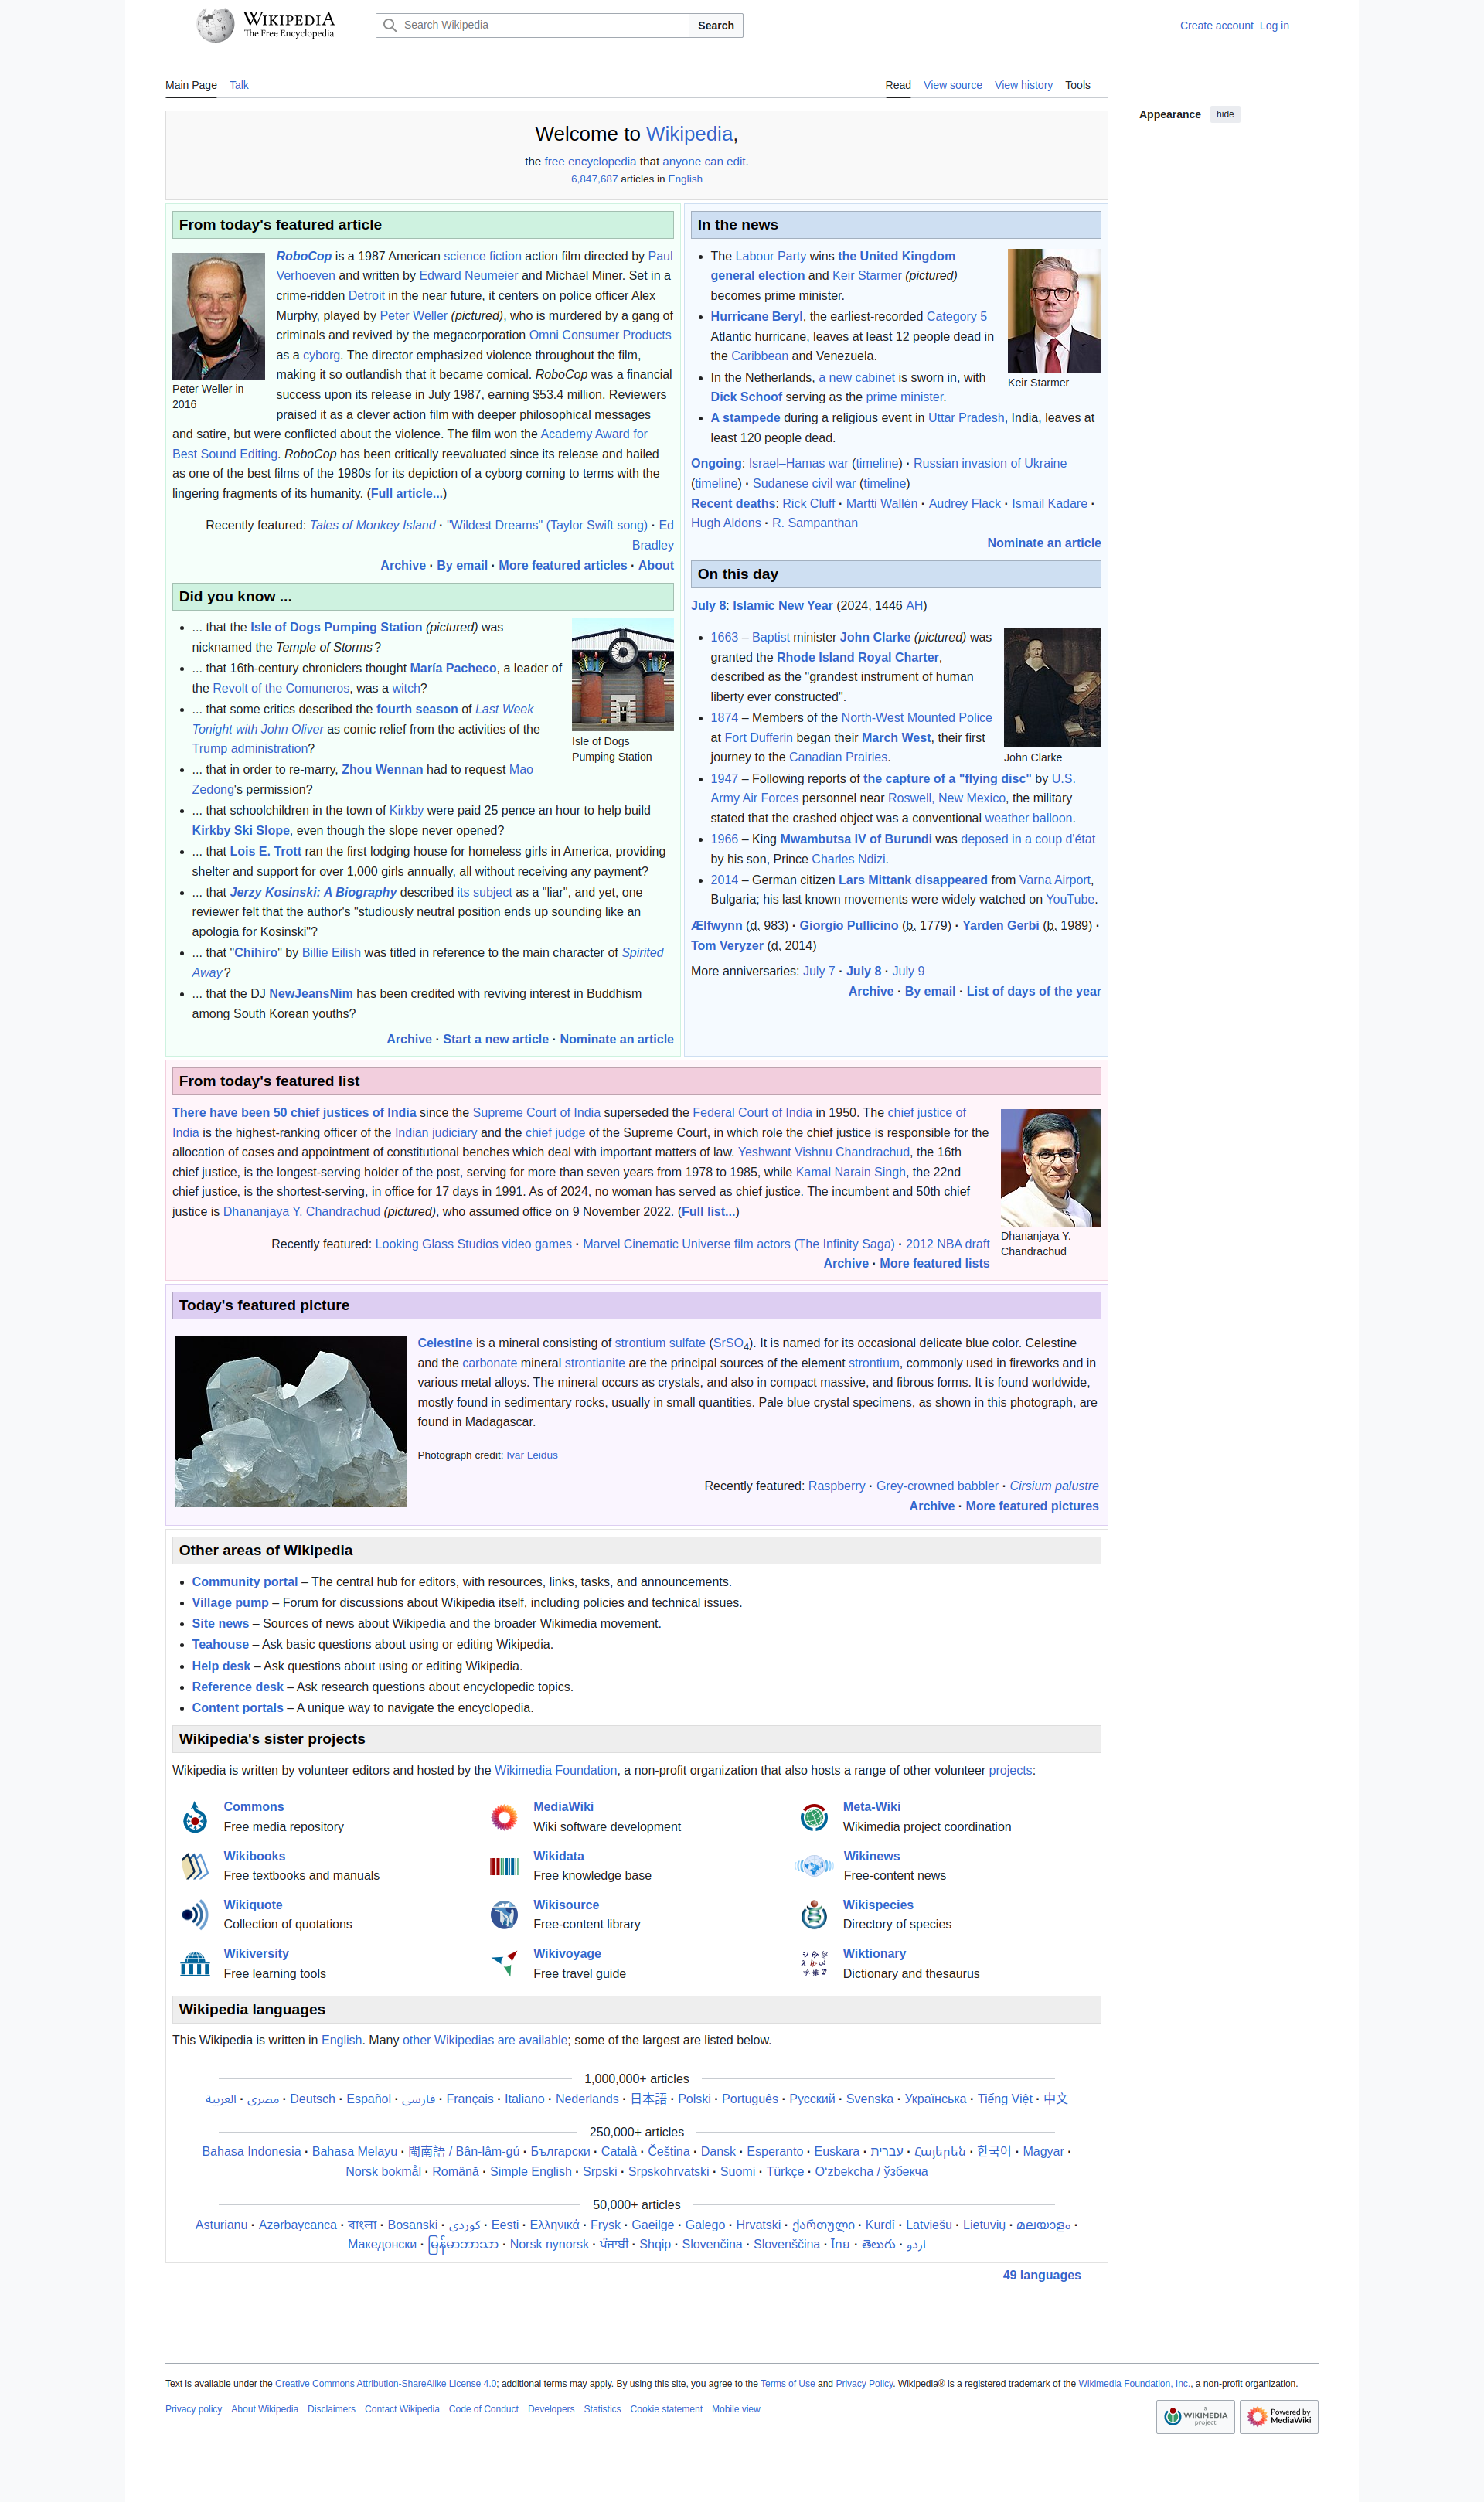 WIKIPEDIA
The Free Encyclopedia
Search Wikipedia
Search
Create account Log in
Main Page Talk
Read View source View history Tools
Appearance hide
Welcome to Wikipedia,
the free encyclopedia that anyone can edit.
6,847,687 articles in English
From today's featured article
Peter Weller in
2016
RoboCop is a 1987 American science fiction action film directed by Paul
Verhoeven and written by Edward Neumeier and Michael Miner. Set in a
crime-ridden Detroit in the near future, it centers on police officer Alex
Murphy, played by Peter Weller (pictured), who is murdered by a gang of
criminals and revived by the megacorporation Omni Consumer Products
as a cyborg. The director emphasized violence throughout the film,
making it so outlandish that it became comical. RoboCop was a financial
success upon its release in July 1987, earning $53.4 million. Reviewers
praised it as a clever action film with deeper philosophical messages
and satire, but were conflicted about the violence. The film won the Academy Award for
Best Sound Editing. RoboCop has been critically reevaluated since its release and hailed
as one of the best films of the 1980s for its depiction of a cyborg coming to terms with the
lingering fragments of its humanity. (Full article...)
Recently featured: Tales of Monkey Island · "Wildest Dreams" (Taylor Swift song) · Ed
Bradley
Archive · By email · More featured articles · About
Did you know ...
... that the Isle of Dogs Pumping Station (pictured) was
nicknamed the Temple of Storms?
... that 16th-century chroniclers thought María Pacheco, a leader of
the Revolt of the Comuneros, was a witch?
... that some critics described the fourth season of Last Week
Tonight with John Oliver as comic relief from the activities of the
Trump administration?
Isle of Dogs
Pumping Station
... that in order to re-marry, Zhou Wennan had to request Mao
Zedong's permission?
... that schoolchildren in the town of Kirkby were paid 25 pence an hour to help build
Kirkby Ski Slope, even though the slope never opened?
... that Lois E. Trott ran the first lodging house for homeless girls in America, providing
shelter and support for over 1,000 girls annually, all without receiving any payment?
... that Jerzy Kosinski: A Biography described its subject as a "liar", and yet, one
reviewer felt that the author's "studiously neutral position ends up sounding like an
apologia for Kosinski"?
... that "Chihiro" by Billie Eilish was titled in reference to the main character of Spirited
Away?
... that the DJ NewJeansNim has been credited with reviving interest in Buddhism
among South Korean youths?
Archive · Start a new article · Nominate an article
In the news
The Labour Party wins the United Kingdom
general election and Keir Starmer (pictured)
becomes prime minister.
Hurricane Beryl, the earliest-recorded Category 5
Atlantic hurricane, leaves at least 12 people dead in
the Caribbean and Venezuela.
Keir Starmer
In the Netherlands, a new cabinet is sworn in, with
Dick Schoof serving as the prime minister.
A stampede during a religious event in Uttar Pradesh, India, leaves at
least 120 people dead.
Ongoing: Israel–Hamas war (timeline) · Russian invasion of Ukraine
(timeline) · Sudanese civil war (timeline)
Recent deaths: Rick Cluff · Martti Wallén · Audrey Flack · Ismail Kadare ·
Hugh Aldons · R. Sampanthan
Nominate an article
On this day
July 8: Islamic New Year (2024, 1446 AH)
1663 – Baptist minister John Clarke (pictured) was
granted the Rhode Island Royal Charter,
described as the "grandest instrument of human
liberty ever constructed".
1874 – Members of the North-West Mounted Police
at Fort Dufferin began their March West, their first
journey to the Canadian Prairies.
John Clarke
1947 – Following reports of the capture of a "flying disc" by U.S.
Army Air Forces personnel near Roswell, New Mexico, the military
stated that the crashed object was a conventional weather balloon.
1966 – King Mwambutsa IV of Burundi was deposed in a coup d'état
by his son, Prince Charles Ndizi.
2014 – German citizen Lars Mittank disappeared from Varna Airport,
Bulgaria; his last known movements were widely watched on YouTube.
Ælfwynn (d. 983) · Giorgio Pullicino (b. 1779) · Yarden Gerbi (b. 1989) ·
Tom Veryzer (d. 2014)
More anniversaries: July 7 · July 8 · July 9
Archive · By email · List of days of the year
From today's featured list
There have been 50 chief justices of India since the Supreme Court of India superseded the Federal Court of India in 1950. The chief justice of
India is the highest-ranking officer of the Indian judiciary and the chief judge of the Supreme Court, in which role the chief justice is responsible for the
allocation of cases and appointment of constitutional benches which deal with important matters of law. Yeshwant Vishnu Chandrachud, the 16th
chief justice, is the longest-serving holder of the post, serving for more than seven years from 1978 to 1985, while Kamal Narain Singh, the 22nd
chief justice, is the shortest-serving, in office for 17 days in 1991. As of 2024, no woman has served as chief justice. The incumbent and 50th chief
justice is Dhananjaya Y. Chandrachud (pictured), who assumed office on 9 November 2022. (Full list...)
Dhananjaya Y.
Chandrachud
Recently featured: Looking Glass Studios video games · Marvel Cinematic Universe film actors (The Infinity Saga) · 2012 NBA draft
Archive · More featured lists
Today's featured picture
Celestine is a mineral consisting of strontium sulfate (SrSO4). It is named for its occasional delicate blue color. Celestine
and the carbonate mineral strontianite are the principal sources of the element strontium, commonly used in fireworks and in
various metal alloys. The mineral occurs as crystals, and also in compact massive, and fibrous forms. It is found worldwide,
mostly found in sedimentary rocks, usually in small quantities. Pale blue crystal specimens, as shown in this photograph, are
found in Madagascar.
Photograph credit: Ivar Leidus
Recently featured: Raspberry · Grey-crowned babbler · Cirsium palustre
Archive · More featured pictures
Other areas of Wikipedia
Community portal – The central hub for editors, with resources, links, tasks, and announcements.
Village pump – Forum for discussions about Wikipedia itself, including policies and technical issues.
Site news – Sources of news about Wikipedia and the broader Wikimedia movement.
Teahouse – Ask basic questions about using or editing Wikipedia.
Help desk – Ask questions about using or editing Wikipedia.
Reference desk – Ask research questions about encyclopedic topics.
Content portals – A unique way to navigate the encyclopedia.
Wikipedia's sister projects
Wikipedia is written by volunteer editors and hosted by the Wikimedia Foundation, a non-profit organization that also hosts a range of other volunteer projects:
Commons
Free media repository
MediaWiki
Wiki software development
Meta-Wiki
Wikimedia project coordination
Wikibooks
Free textbooks and manuals
Wikidata
Free knowledge base
Wikinews
Free-content news
Wikiquote
Collection of quotations
Wikisource
Free-content library
Wikispecies
Directory of species
Wikiversity
Free learning tools
Wikivoyage
Free travel guide
Wiktionary
Dictionary and thesaurus
Wikipedia languages
This Wikipedia is written in English. Many other Wikipedias are available; some of the largest are listed below.
1,000,000+ articles
العربية · مصرى · Deutsch · Español · فارسی · Français · Italiano · Nederlands · 日本語 · Polski · Português · Русский · Svenska · Українська · Tiếng Việt · 中文
250,000+ articles
Bahasa Indonesia · Bahasa Melayu · 閩南語 / Bân-lâm-gú · Български · Català · Čeština · Dansk · Esperanto · Euskara · עברית · Հայերեն · 한국어 · Magyar ·
Norsk bokmål · Română · Simple English · Srpski · Srpskohrvatski · Suomi · Türkçe · Oʻzbekcha / ўзбекча
50,000+ articles
Asturianu · Azərbaycanca · বাংলা · Bosanski · کوردی · Eesti · Ελληνικά · Frysk · Gaeilge · Galego · Hrvatski · ქართული · Kurdî · Latviešu · Lietuvių · മലയാളം ·
Македонски · မြန်မာဘာသာ · Norsk nynorsk · ਪੰਜਾਬੀ · Shqip · Slovenčina · Slovenščina · ไทย · తెలుగు · اردو
49 languages
Text is available under the Creative Commons Attribution-ShareAlike License 4.0; additional terms may apply. By using this site, you agree to the Terms of Use and Privacy Policy. Wikipedia® is a registered trademark of the Wikimedia Foundation, Inc., a non-profit organization.
Privacy policy About Wikipedia Disclaimers Contact Wikipedia Code of Conduct Developers Statistics Cookie statement Mobile view
a
WIKIMEDIA
project
Powered by
MediaWiki